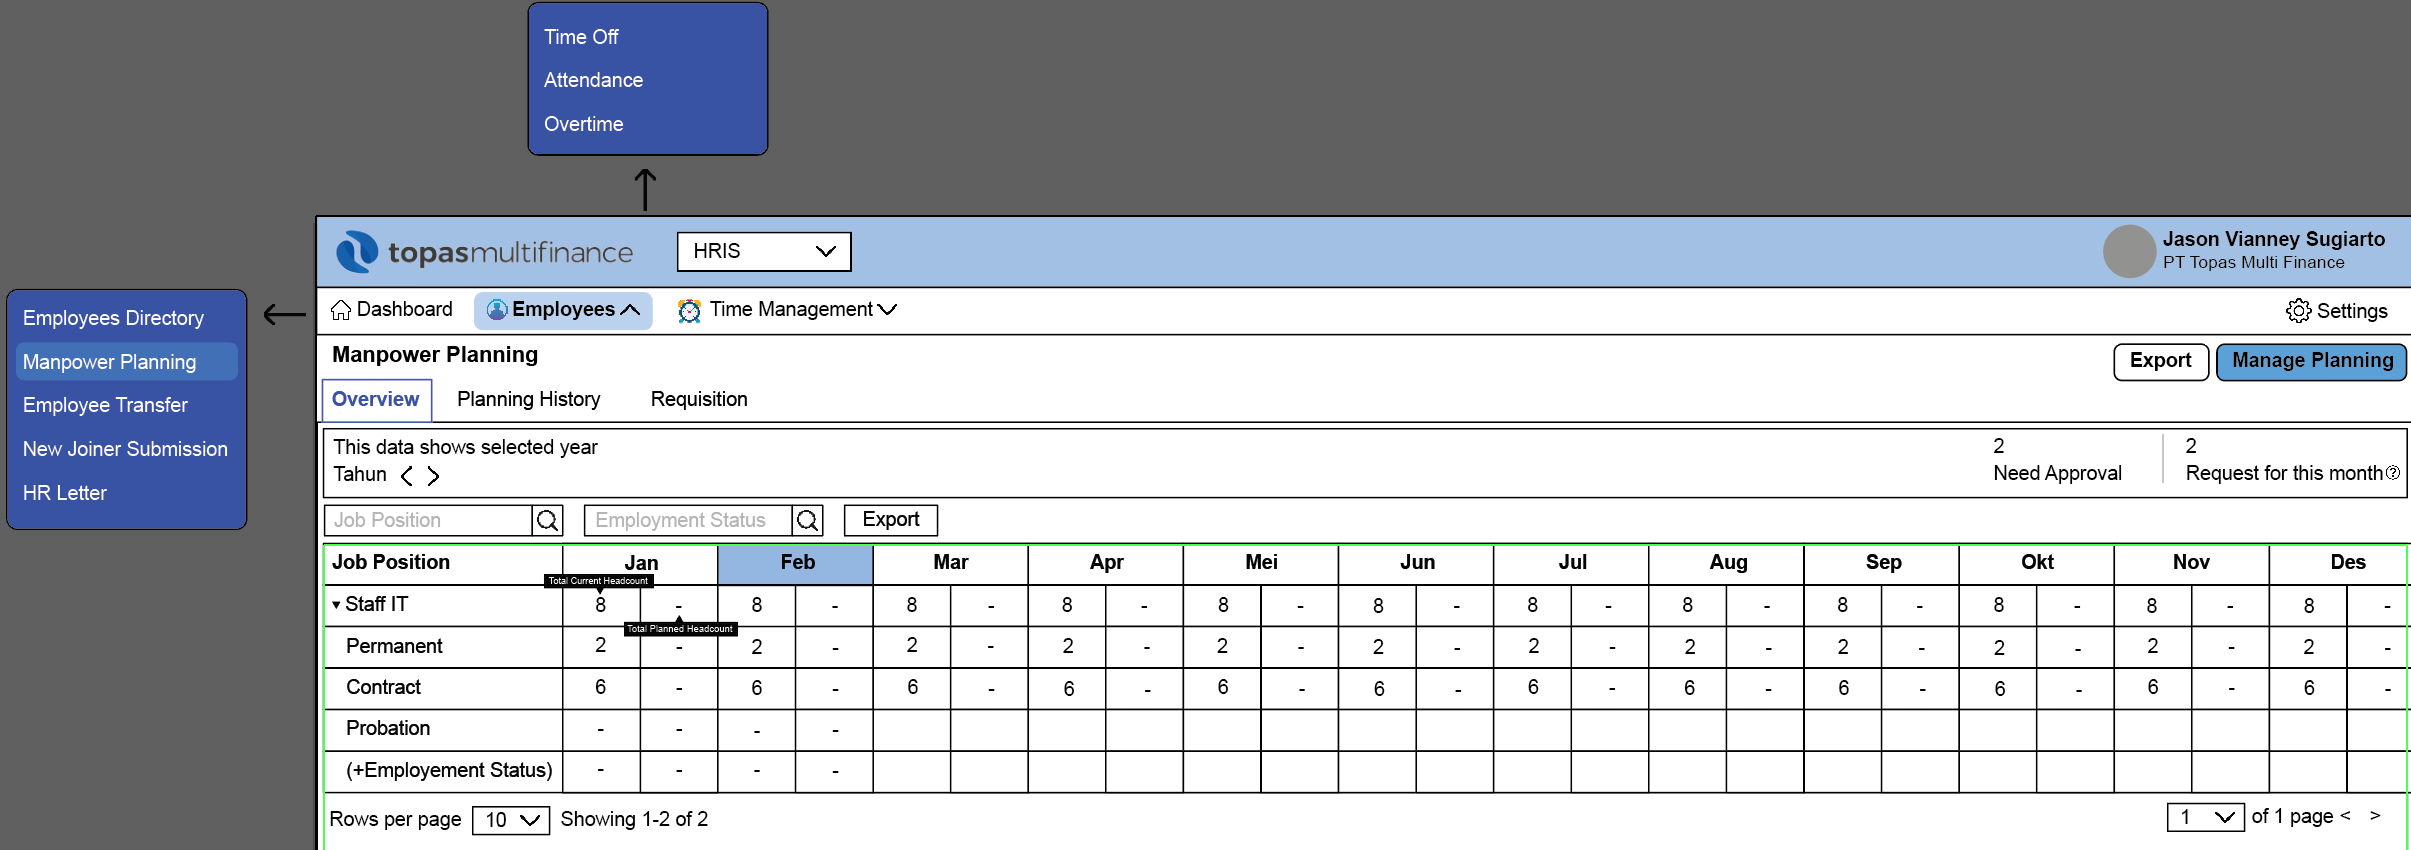 Time Off
Attendance
Overtime
topasmultifinance
HRIS
Jason Vianney Sugiarto
PT Topas Multi Finance
Employees Directory
Manpower Planning
Employee Transfer
New Joiner Submission
HR Letter
Dashboard Employees Time Management Settings
Manpower Planning Export Manage Planning
Overview Planning History Requisition
This data shows selected year
Tahun < >
2 2
Need Approval Request for this month ?
Job Position Employment Status Export
Job Position Jan Feb Mar Apr Mei Jun Jul Aug Sep Okt Nov Des
Total Current Headcount
Staff IT 8 - 8 - 8 - 8 - 8 - 8 - 8 - 8 - 8 - 8 - 8 - 8 -
Total Planned Headcount
Permanent 2 - 2 - 2 - 2 - 2 - 2 - 2 - 2 - 2 - 2 - 2 - 2 -
Contract 6 - 6 - 6 - 6 - 6 - 6 - 6 - 6 - 6 - 6 - 6 - 6 -
Probation - - - -
(+Employement Status) - - - -
Rows per page 10 Showing 1-2 of 2 1 of 1 page < >